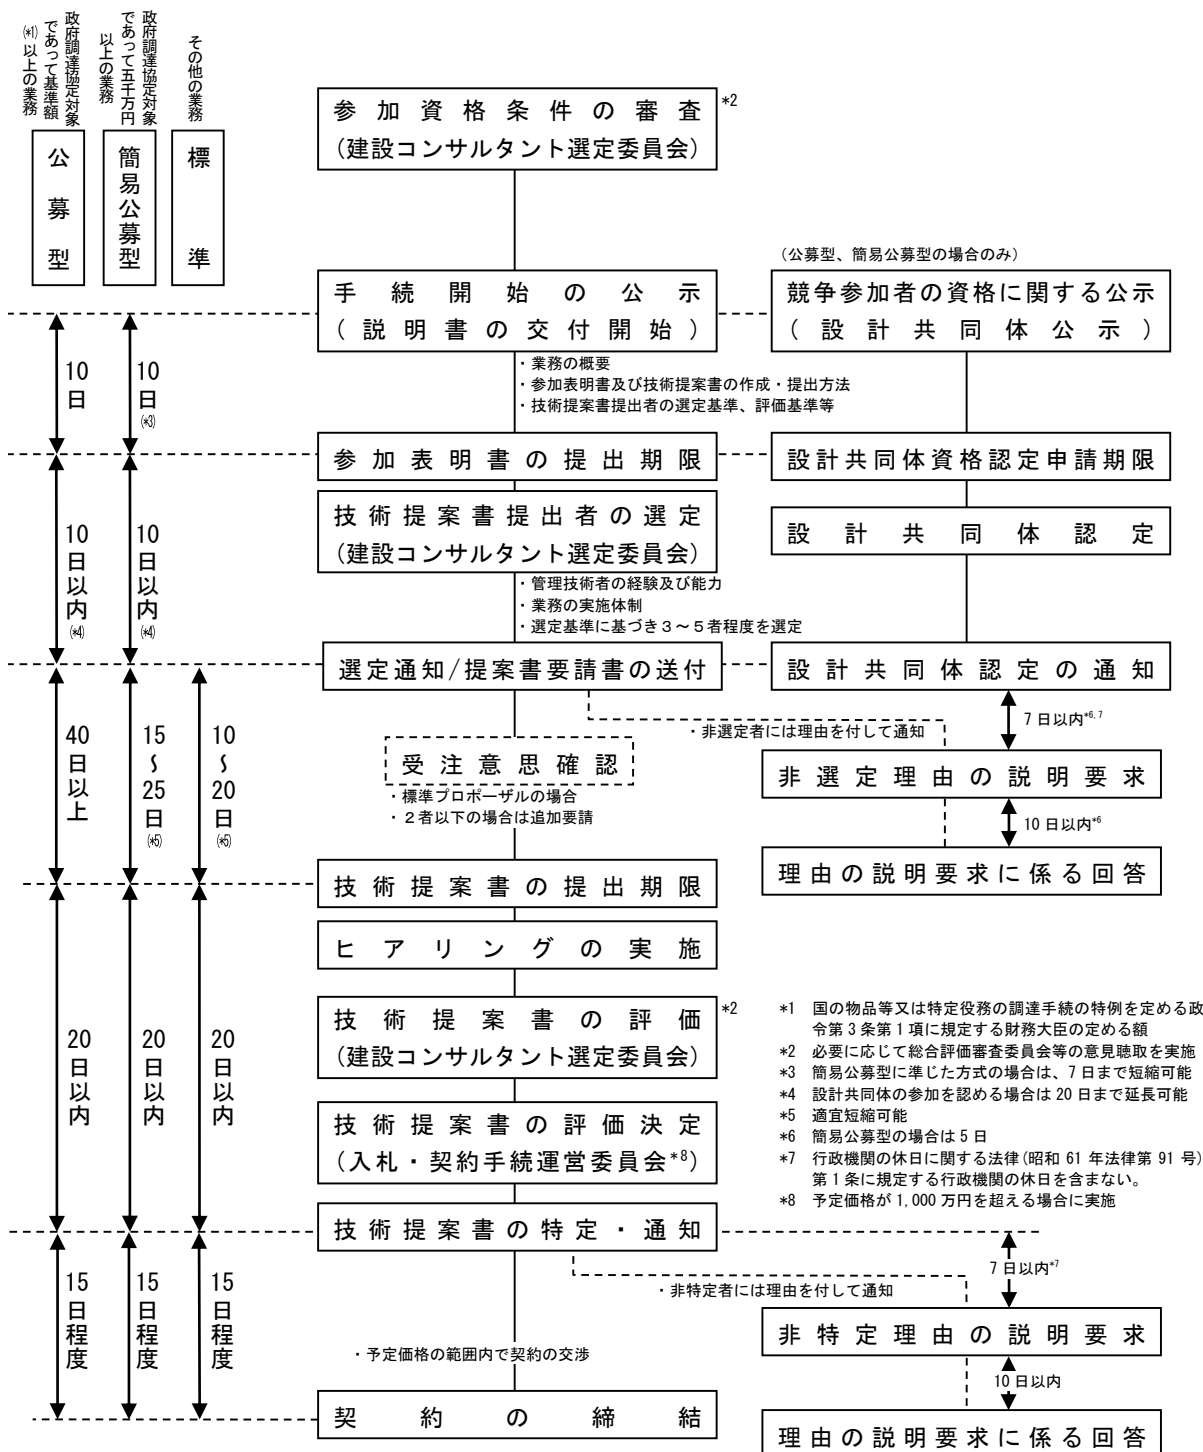 政府調達協定対象
であって基準額
(*1)以上の業務
政府調達協定対象
であって五千万円
以上の業務
その他の業務
公募型
簡易公募型
標準
参加資格条件の審査*2
(建設コンサルタント選定委員会)
(公募型、簡易公募型の場合のみ)
手続開始の公示
(説明書の交付開始)
競争参加者の資格に関する公示
(設計共同体公示)
・業務の概要
・参加表明書及び技術提案書の作成・提出方法
・技術提案書提出者の選定基準、評価基準等
10日
10日(*3)
参加表明書の提出期限
設計共同体資格認定申請期限
技術提案書提出者の選定
(建設コンサルタント選定委員会)
設計共同体認定
・管理技術者の経験及び能力
・業務の実施体制
・選定基準に基づき3～5者程度を選定
10日以内(*4)
10日以内(*4)
選定通知/提案書要請書の送付
設計共同体認定の通知
7日以内*6,7
・非選定者には理由を付して通知
受注意思確認
・標準プロポーザルの場合
・2者以下の場合は追加要請
非選定理由の説明要求
10日以内*6
理由の説明要求に係る回答
40日以上
15～25日(*5)
10～20日(*5)
技術提案書の提出期限
ヒアリングの実施
技術提案書の評価*2
(建設コンサルタント選定委員会)
技術提案書の評価決定
(入札・契約手続運営委員会*8)
20日以内
20日以内
20日以内
*1 国の物品等又は特定役務の調達手続の特例を定める政
令第3条第1項に規定する財務大臣の定める額
*2 必要に応じて総合評価審査委員会等の意見聴取を実施
*3 簡易公募型に準じた方式の場合は、7日まで短縮可能
*4 設計共同体の参加を認める場合は20日まで延長可能
*5 適宜短縮可能
*6 簡易公募型の場合は5日
*7 行政機関の休日に関する法律(昭和61年法律第91号)
第1条に規定する行政機関の休日を含まない。
*8 予定価格が1,000万円を超える場合に実施
技術提案書の特定・通知
7日以内*7
・非特定者には理由を付して通知
非特定理由の説明要求
10日以内
理由の説明要求に係る回答
15日程度
15日程度
15日程度
・予定価格の範囲内で契約の交渉
契約の締結